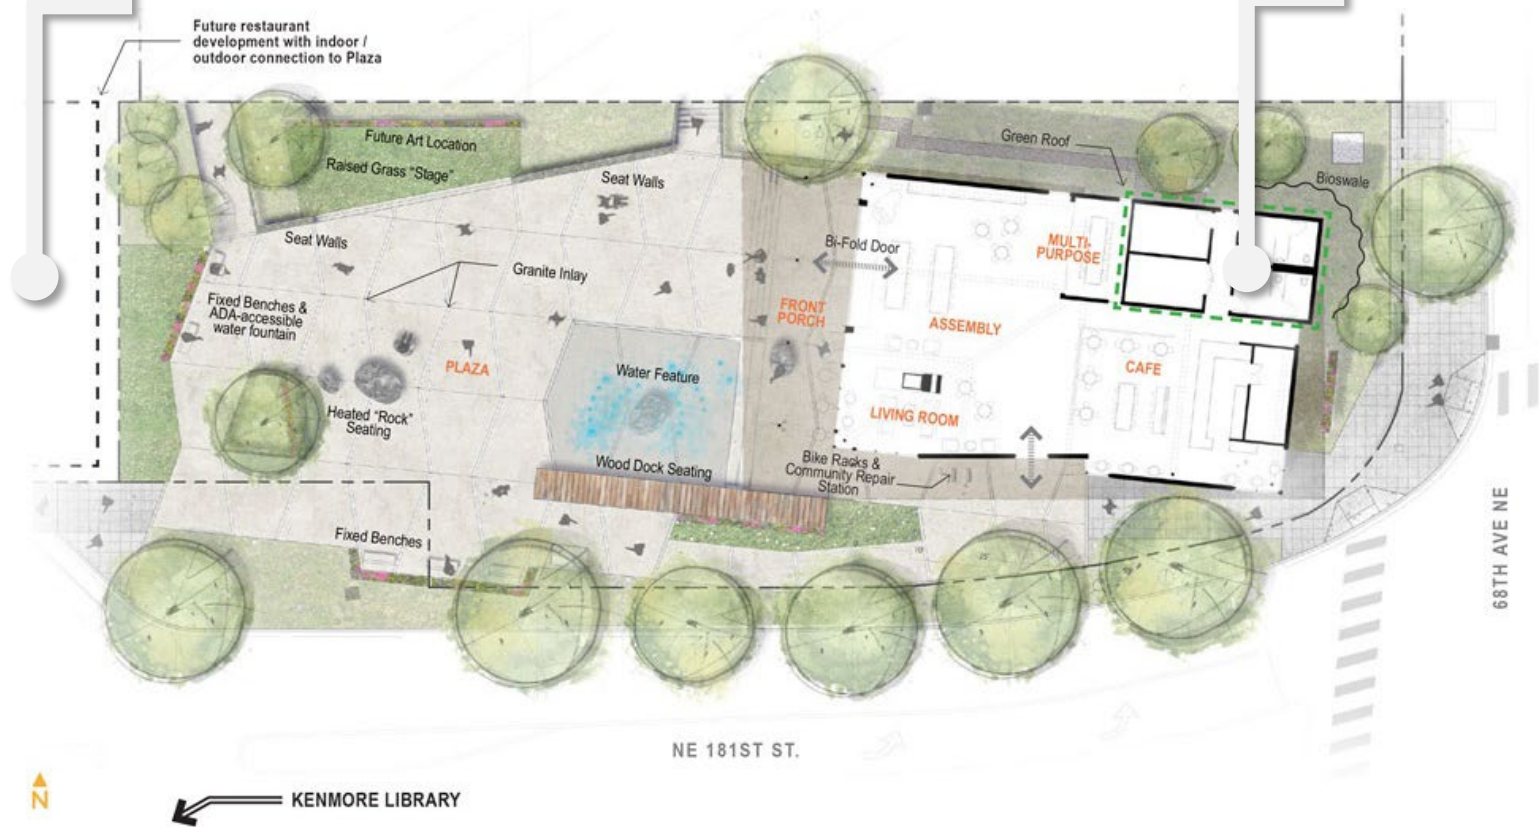 Future restaurant
development with indoor /
outdoor connection to Plaza
Future Art Location
Raised Grass "Stage"
Seat Walls
Green Roof
Bioswale
Seat Walls
Bi-Fold Door
MULTI-
PURPOSE
Granite Inlay
Fixed Benches &
ADA-accessible
water fountain
FRONT
PORCH
ASSEMBLY
PLAZA
Water Feature
CAFE
Heated "Rock"
Seating
LIVING ROOM
Wood Dock Seating
Bike Racks &
Community Repair
Station
Fixed Benches
68TH AVE NE
NE 181ST ST.
N
KENMORE LIBRARY